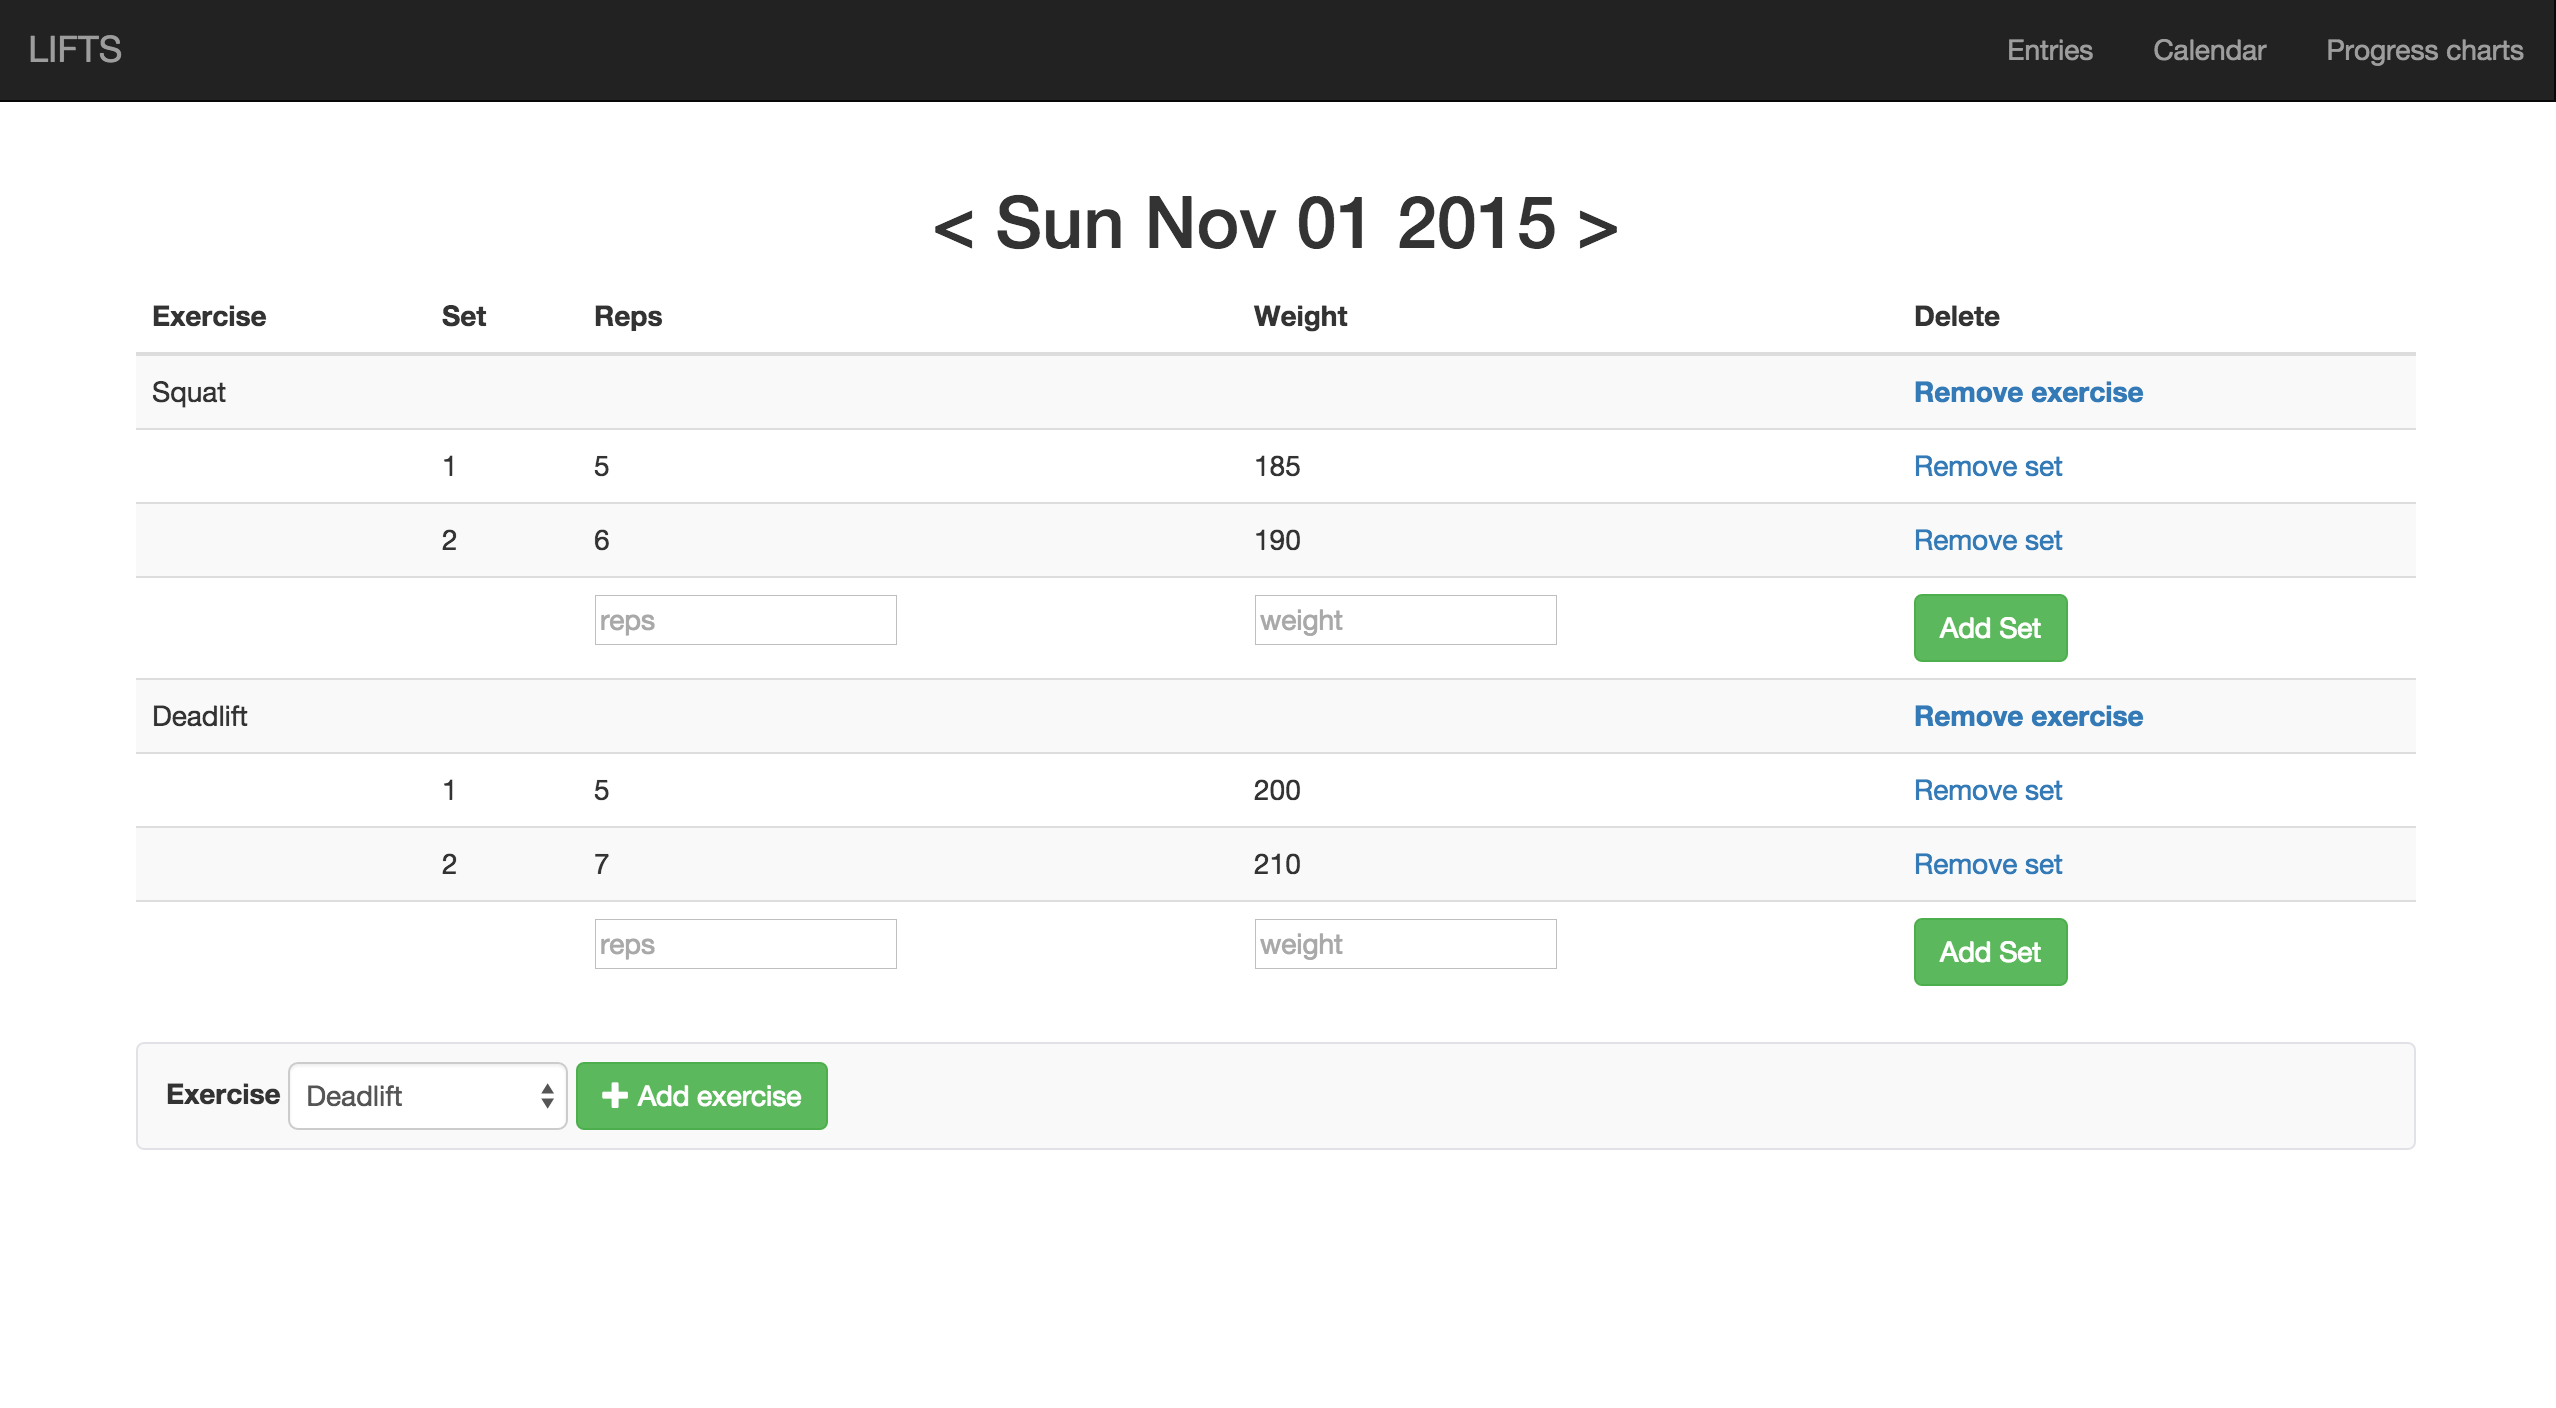 LIFTS Entries Calendar Progress charts
< Sun Nov 01 2015 >
Exercise Set Reps Weight Delete
Squat Remove exercise
1 5 185 Remove set
2 6 190 Remove set
reps weight Add Set
Deadlift Remove exercise
1 5 200 Remove set
2 7 210 Remove set
reps weight Add Set
Exercise Deadlift Add exercise